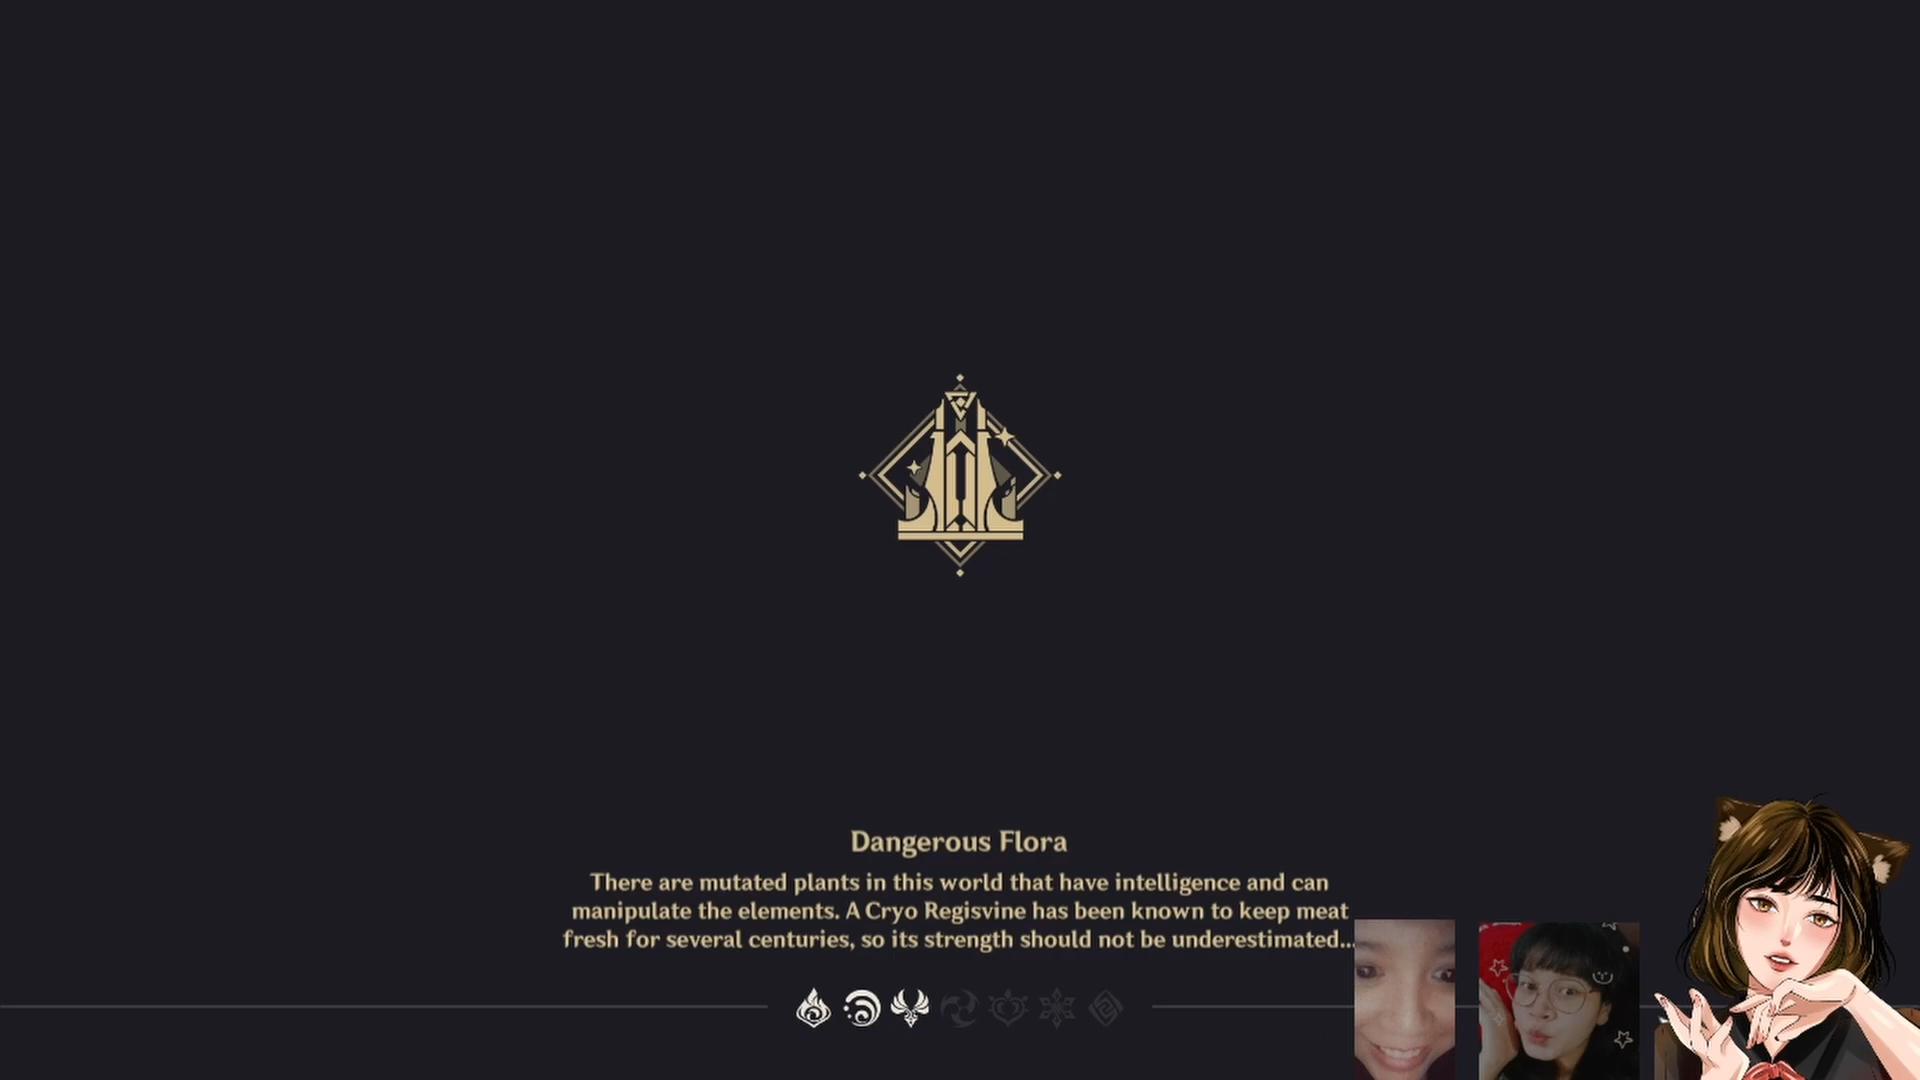 Dangerous Flora
There are mutated plants in this world that have intelligence and can
manipulate the elements. A Cryo Regisvine has been known to keep meat
fresh for several centuries, so its strength should not be underestimated...